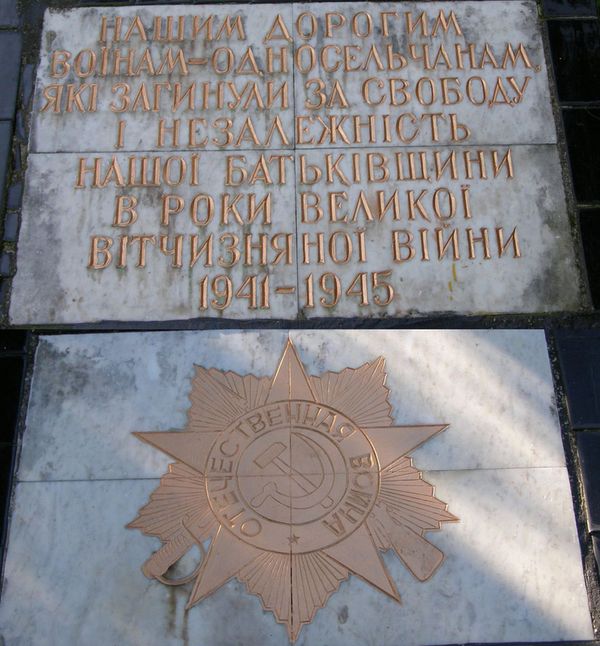 НАШИМ ДОРОГИМ
ВОЇНАМ-ОДНОСЕЛЬЧАНАМ,
ЯКІ ЗАГИНУЛИ ЗА СВОБОДУ
І НЕЗАЛЕЖНІСТЬ
НАШОЇ БАТЬКІВЩИНИ
В РОКИ ВЕЛИКОЇ
ВІТЧИЗНЯНОЇ ВІЙНИ
1941-1945
ОТЕЧЕСТВЕННАЯ ВОЙНА